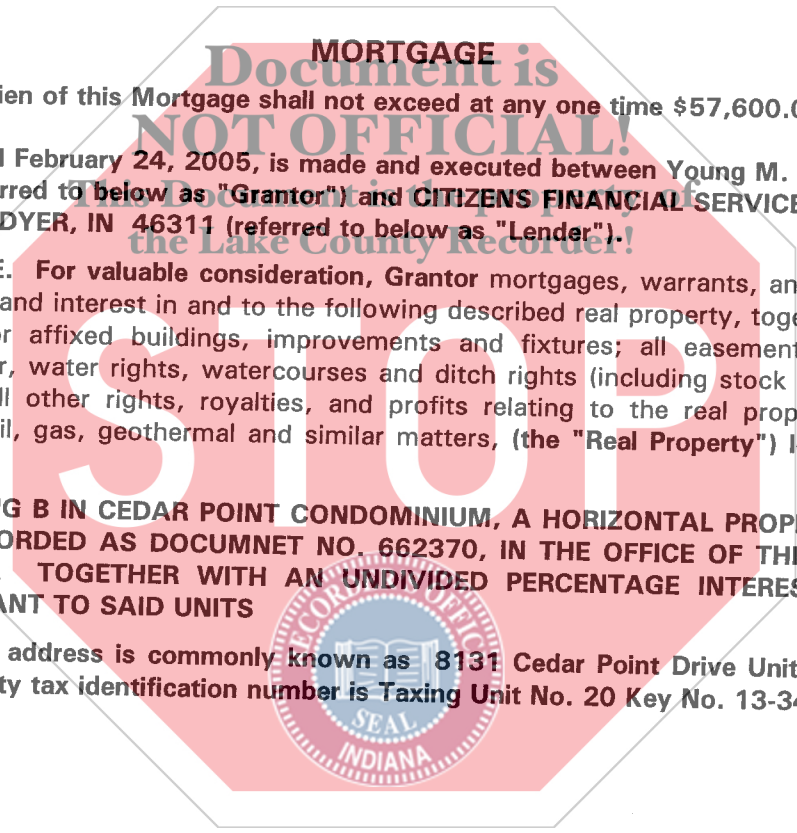 MORTGAGE
Document is
ien of this Mortgage shall not exceed at any one time $57,600.0
NOT OFFICIAL!
February 24, 2005, is made and executed between Young M.
rred to below as "Grantor") and CITIZENS FINANCIAL SERVICE
This Document is the property of
DYER, IN 46311 (referred to below as "Lender").
the Lake County Recorder!
E. For valuable consideration, Grantor mortgages, warrants, an
and interest in and to the following described real property, toge
or affixed buildings, improvements and fixtures; all easement
r, water rights, watercourses and ditch rights (including stock
ll other rights, royalties, and profits relating to the real prop
il, gas, geothermal and similar matters, (the "Real Property") l
STOP
G B IN CEDAR POINT CONDOMINIUM, A HORIZONTAL PROP
ORDED AS DOCUMNET NO. 662370, IN THE OFFICE OF TH
TOGETHER WITH AN UNDIVIDED PERCENTAGE INTERES
ANT TO SAID UNITS
address is commonly known as 8131 Cedar Point Drive Unit
ty tax identification number is Taxing Unit No. 20 Key No. 13-34
SEAL
INDIANA